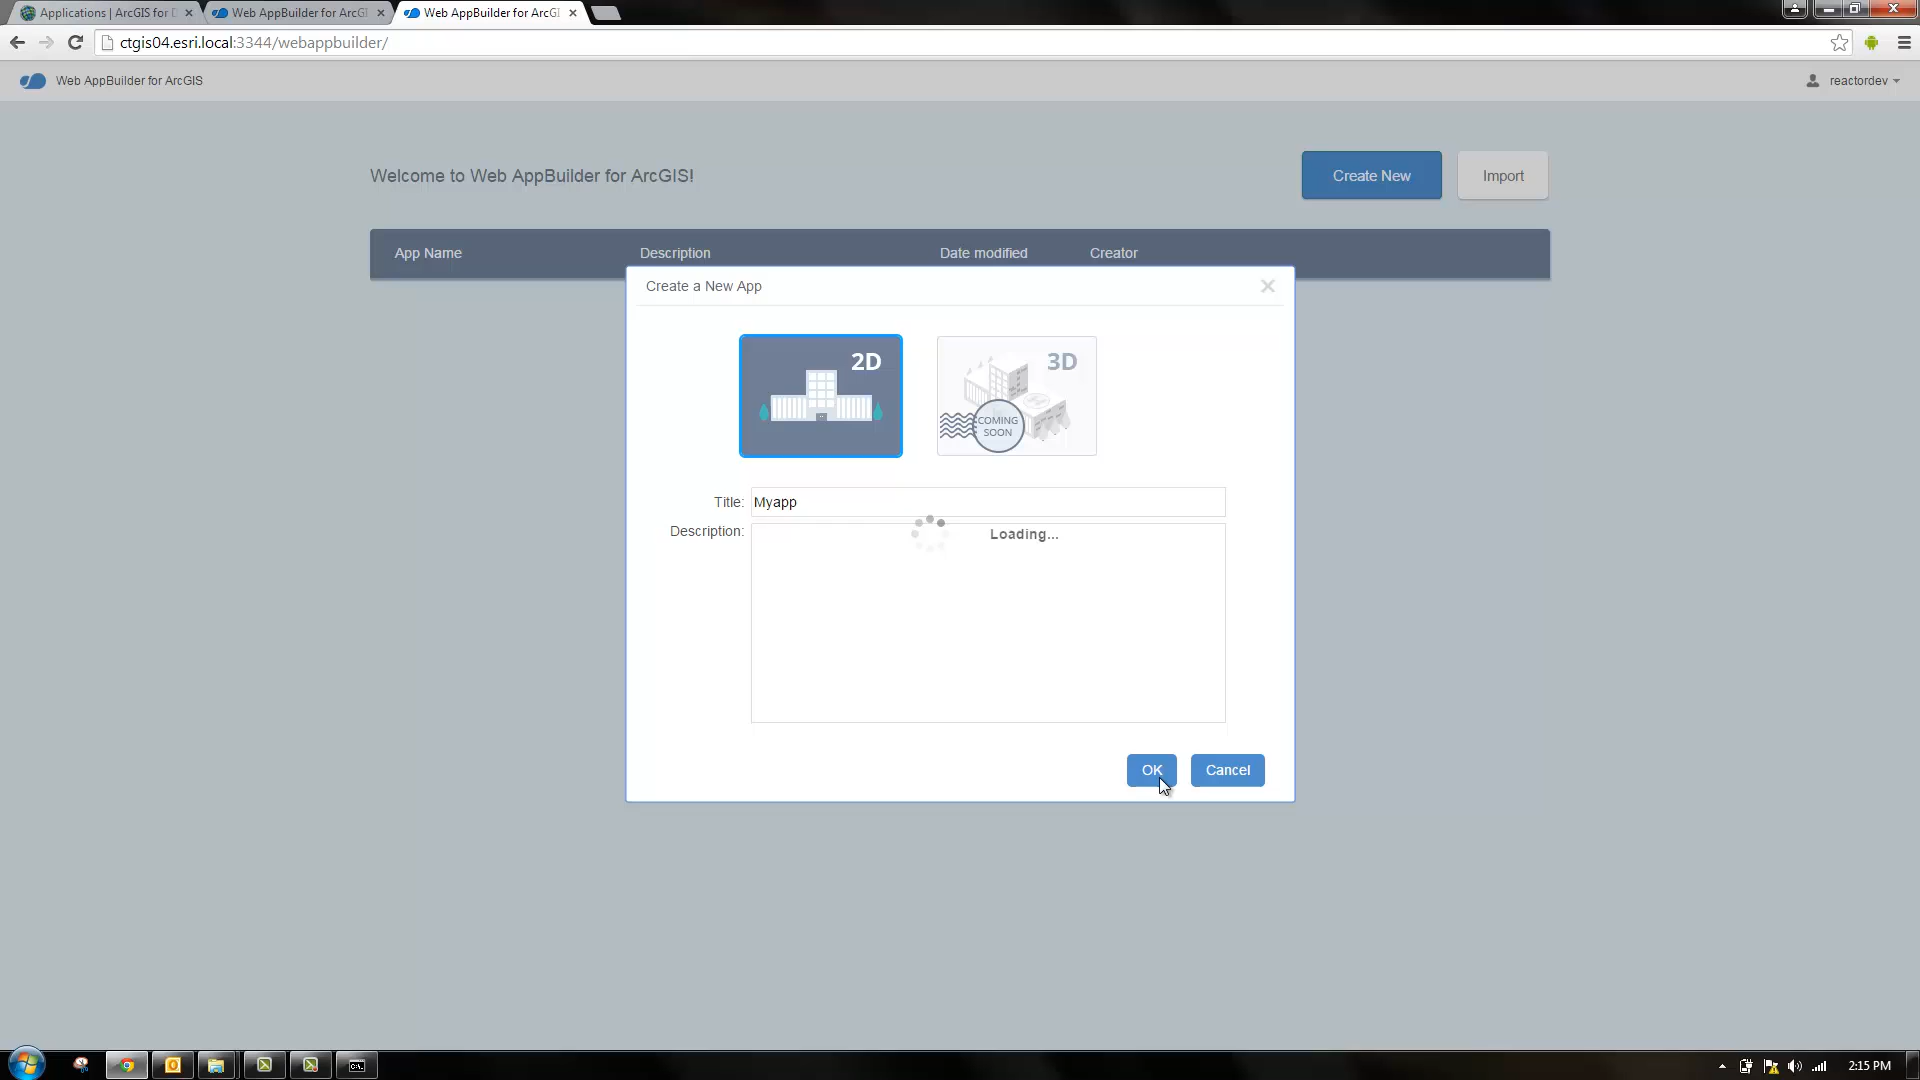 Applications | ArcGIS for D
Web AppBuilder for ArcGI
Web AppBuilder for ArcGI
ctgis04.esri.local:3344/webappbuilder/
Web AppBuilder for ArcGIS
reactordev
Welcome to Web AppBuilder for ArcGIS!
Create New
Import
App Name
Description
Date modified
Creator
Create a New App
2D
3D
COMING
SOON
Title:
Myapp
Description:
Loading...
OK
Cancel
2:15 PM